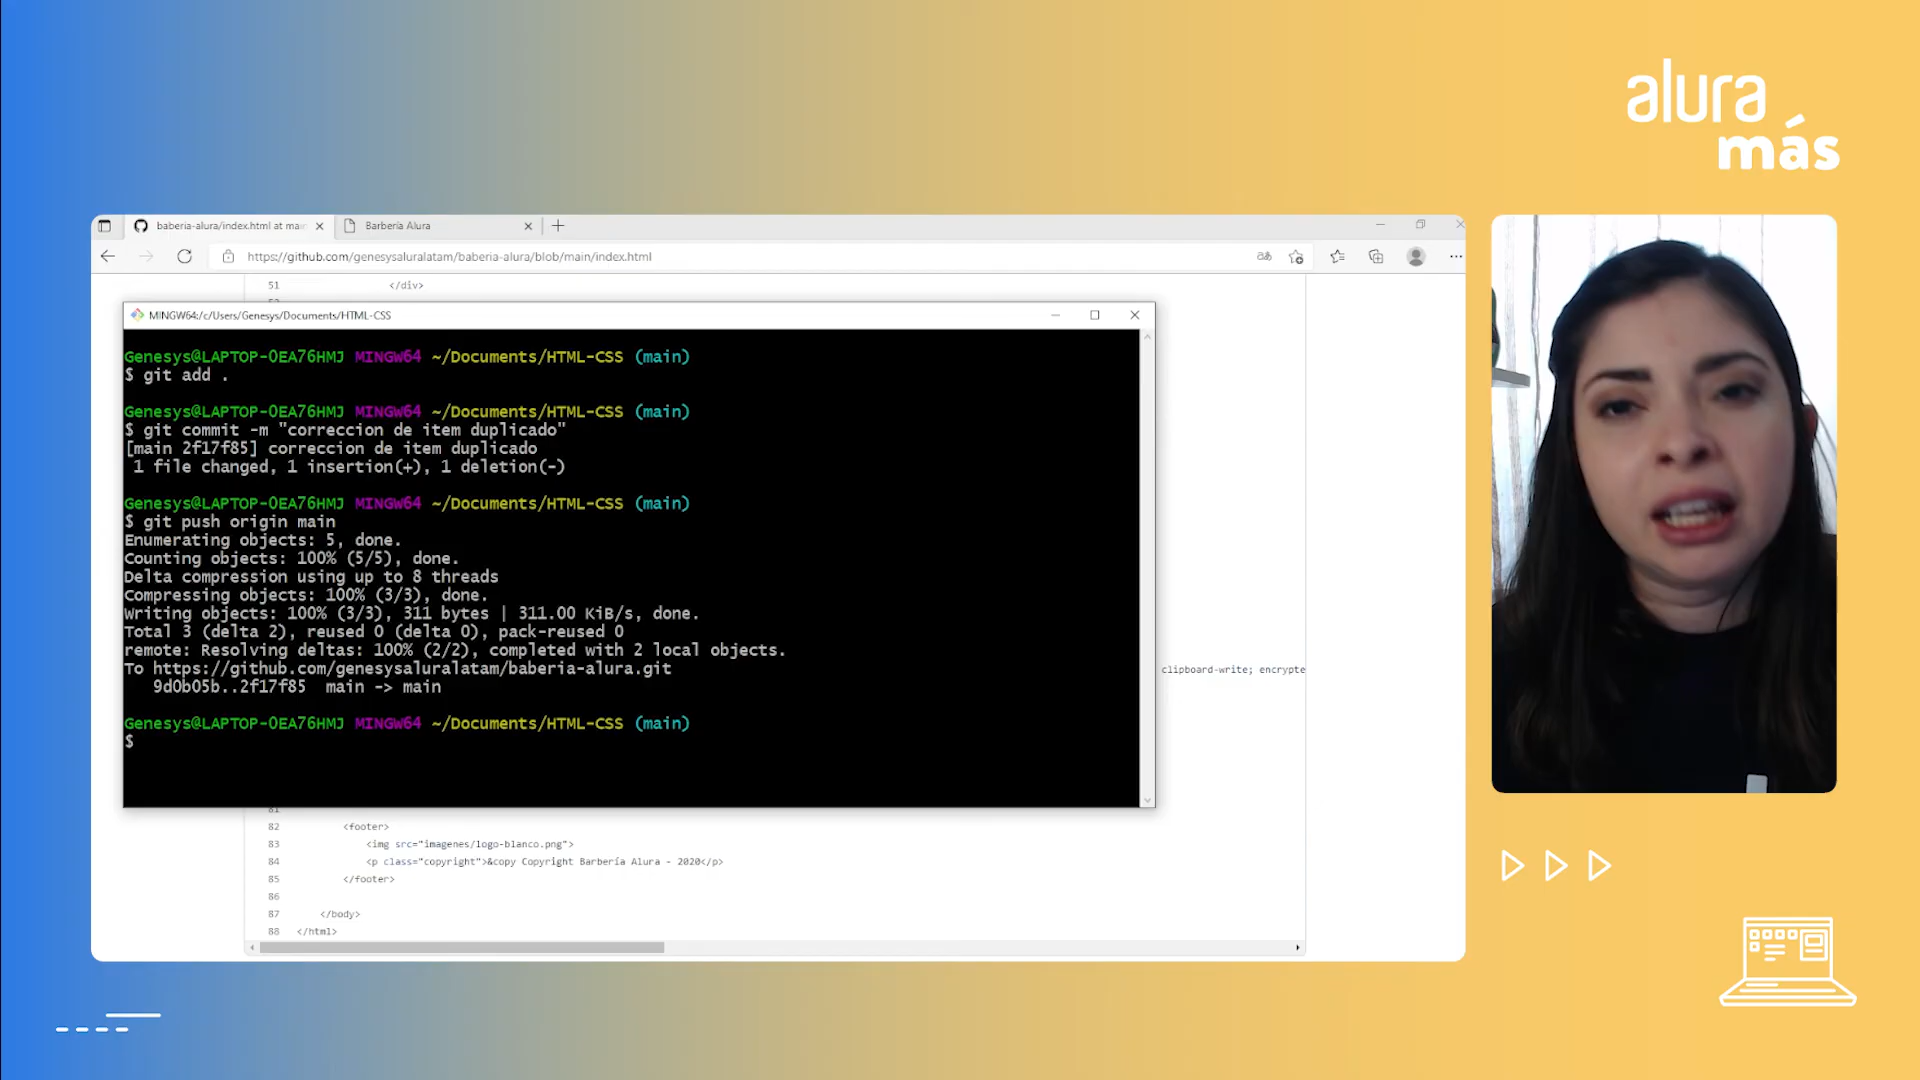 alura
más
baberia-alura/index.html at mai
Barbería Alura
https://github.com/genesysaluralatam/baberia-alura/blob/main/index.html
51 </div>
MINGW64:/c/Users/Genesys/Documents/HTML-CSS
Genesys@LAPTOP-0EA76HMJ MINGW64 ~/Documents/HTML-CSS (main)
$ git add .
Genesys@LAPTOP-0EA76HMJ MINGW64 ~/Documents/HTML-CSS (main)
$ git commit -m "correccion de item duplicado"
[main 2f17f85] correccion de item duplicado
1 file changed, 1 insertion(+), 1 deletion(-)
Genesys@LAPTOP-0EA76HMJ MINGW64 ~/Documents/HTML-CSS (main)
$ git push origin main
Enumerating objects: 5, done.
Counting objects: 100% (5/5), done.
Delta compression using up to 8 threads
Compressing objects: 100% (3/3), done.
Writing objects: 100% (3/3), 311 bytes | 311.00 KiB/s, done.
Total 3 (delta 2), reused 0 (delta 0), pack-reused 0
remote: Resolving deltas: 100% (2/2), completed with 2 local objects.
To https://github.com/genesysaluralatam/baberia-alura.git
9d0b05b..2f17f85 main -> main
clipboard-write; encrypte
Genesys@LAPTOP-0EA76HMJ MINGW64 ~/Documents/HTML-CSS (main)
$
82 <footer>
83 <img src="imagenes/logo-blanco.png">
84 <p class="copyright">&copy Copyright Barbería Alura - 2020</p>
85 </footer>
86
87 </body>
88 </html>